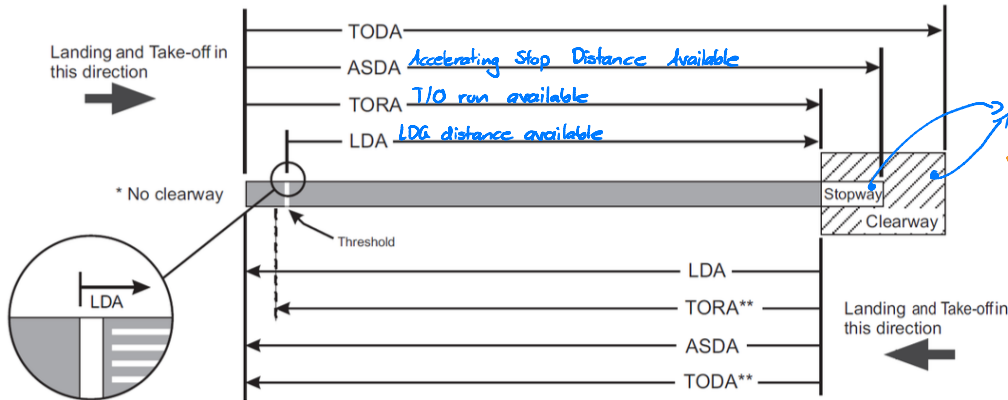 TODA
Landing and Take-off in
this direction
ASDA Accelerating Stop Distance Available
TORA T/O run available
LDA LDG distance available
* No clearway
Stopway
Clearway
Threshold
LDA
LDA
TORA**
Landing and Take-off in
this direction
ASDA
TODA**